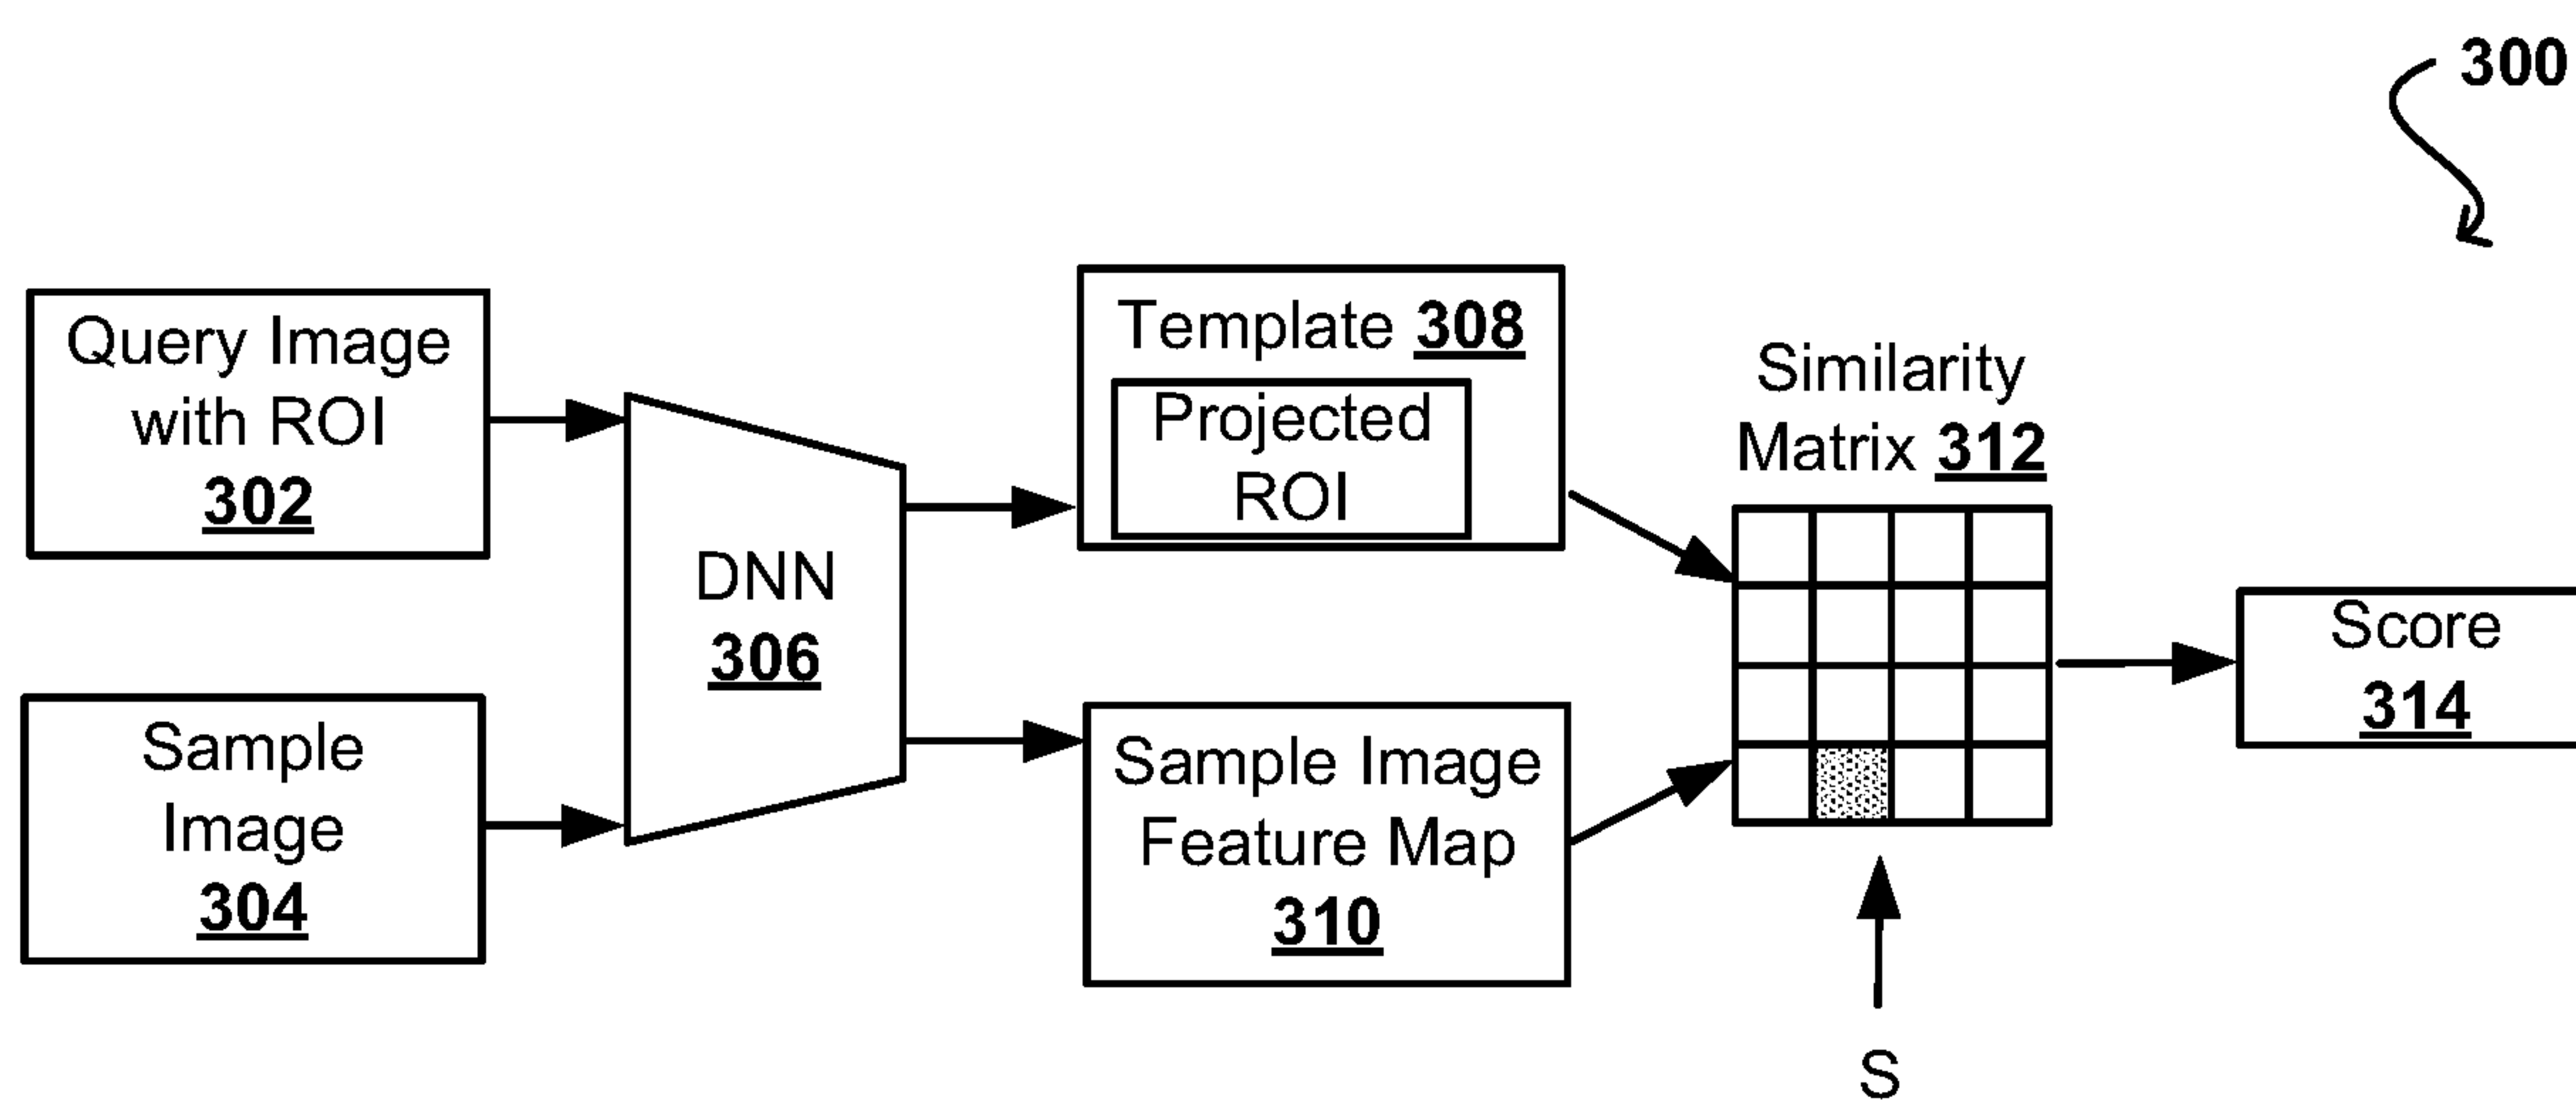 300
Query Image
with ROI
302
Sample
Image
304
DNN
306
Template 308
Projected
ROI
Sample Image
Feature Map
310
Similarity
Matrix 312
S
Score
314